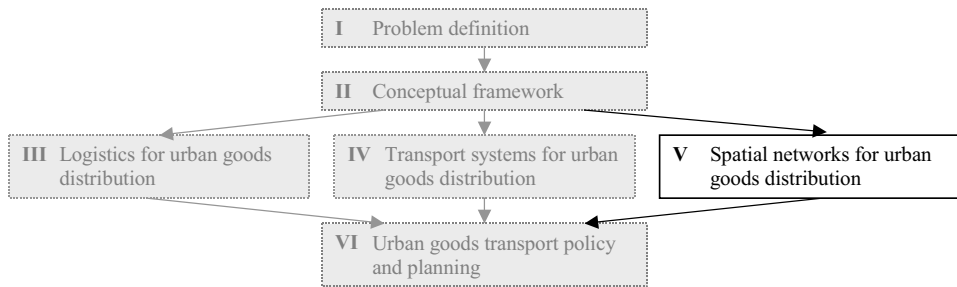 I Problem definition
II Conceptual framework
III Logistics for urban goods
distribution
IV Transport systems for urban
goods distribution
V Spatial networks for urban
goods distribution
VI Urban goods transport policy
and planning